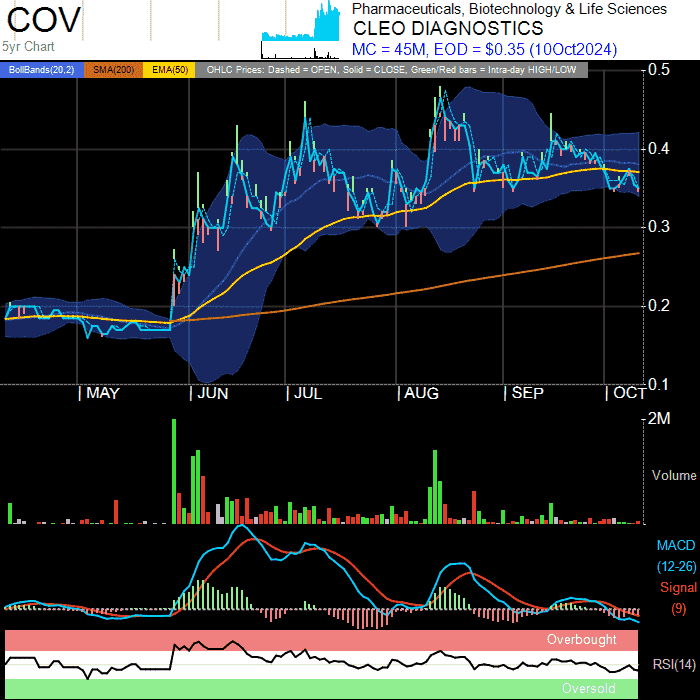 COV
5yr Chart
Pharmaceuticals, Biotechnology & Life Sciences
CLEO DIAGNOSTICS
MC = 45M, EOD = $0.35 (10Oct2024)
BollBands(20,2) SMA(200) EMA(50) OHLC Prices: Dashed = OPEN, Solid = CLOSE, Green/Red bars = Intra-day HIGH/LOW
0.5
0.4
0.3
0.2
0.1
MAY JUN JUL AUG SEP OCT
2M
Volume
MACD
(12-26)
Signal
(9)
Overbought
RSI(14)
Oversold